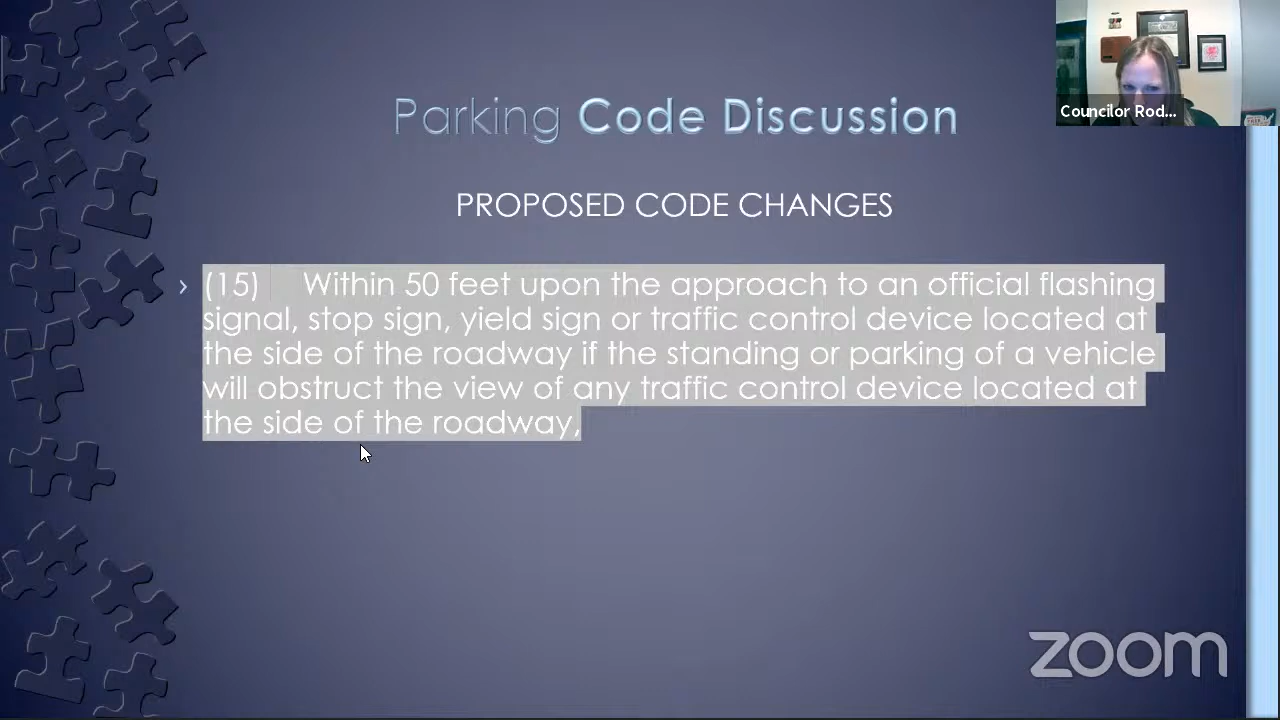 Councilor Rod...
Parking Code Discussion
PROPOSED CODE CHANGES
(15) Within 50 feet upon the approach to an official flashing
signal, stop sign, yield sign or traffic control device located at
the side of the roadway if the standing or parking of a vehicle
will obstruct the view of any traffic control device located at
the side of the roadway,
zoom